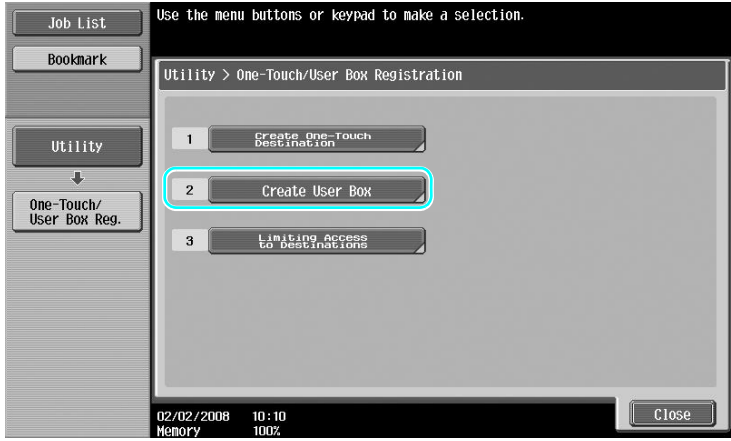 Job List
Bookmark
Use the menu buttons or keypad to make a selection.
Utility > One-Touch/User Box Registration
Utility
One-Touch/
User Box Reg.
1 Create One-Touch
Destination
2 Create User Box
3 Limiting Access
to Destinations
02/02/2008 10:10
Memory 100%
Close